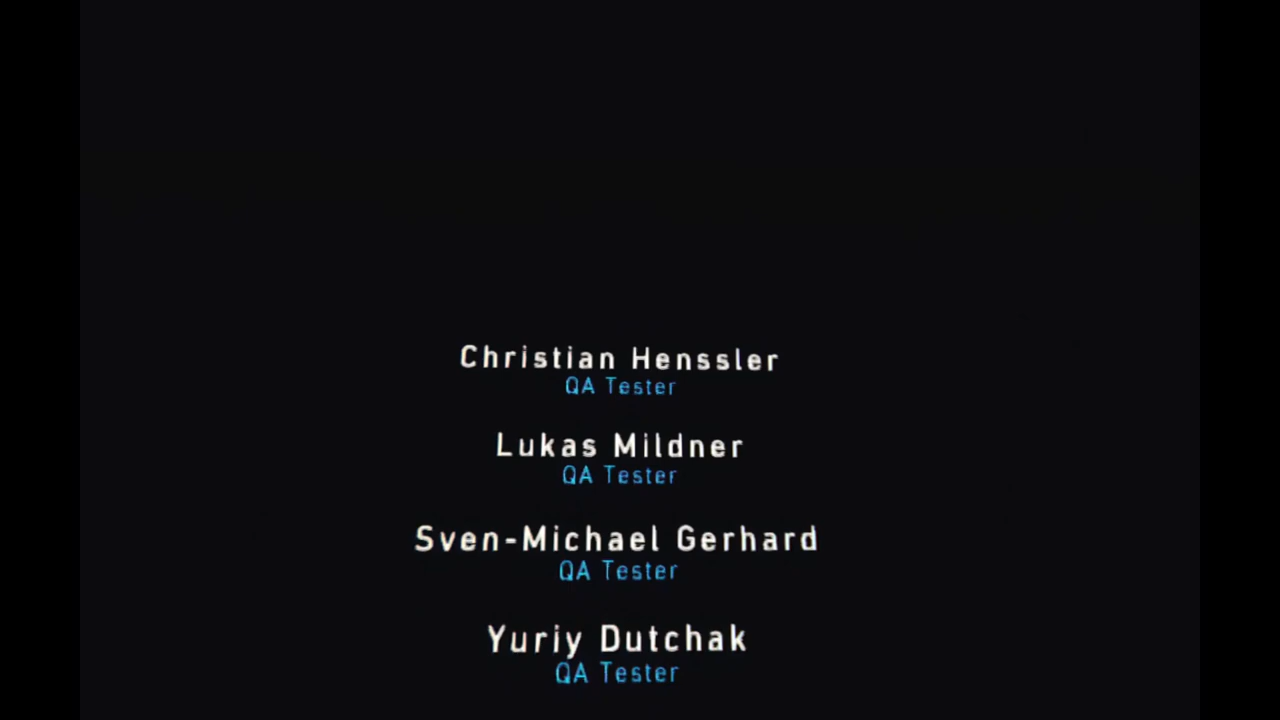 Christian Henssler
QA Tester
Lukas Mildner
QA Tester
Sven-Michael Gerhard
QA Tester
Yuriy Dutchak
QA Tester